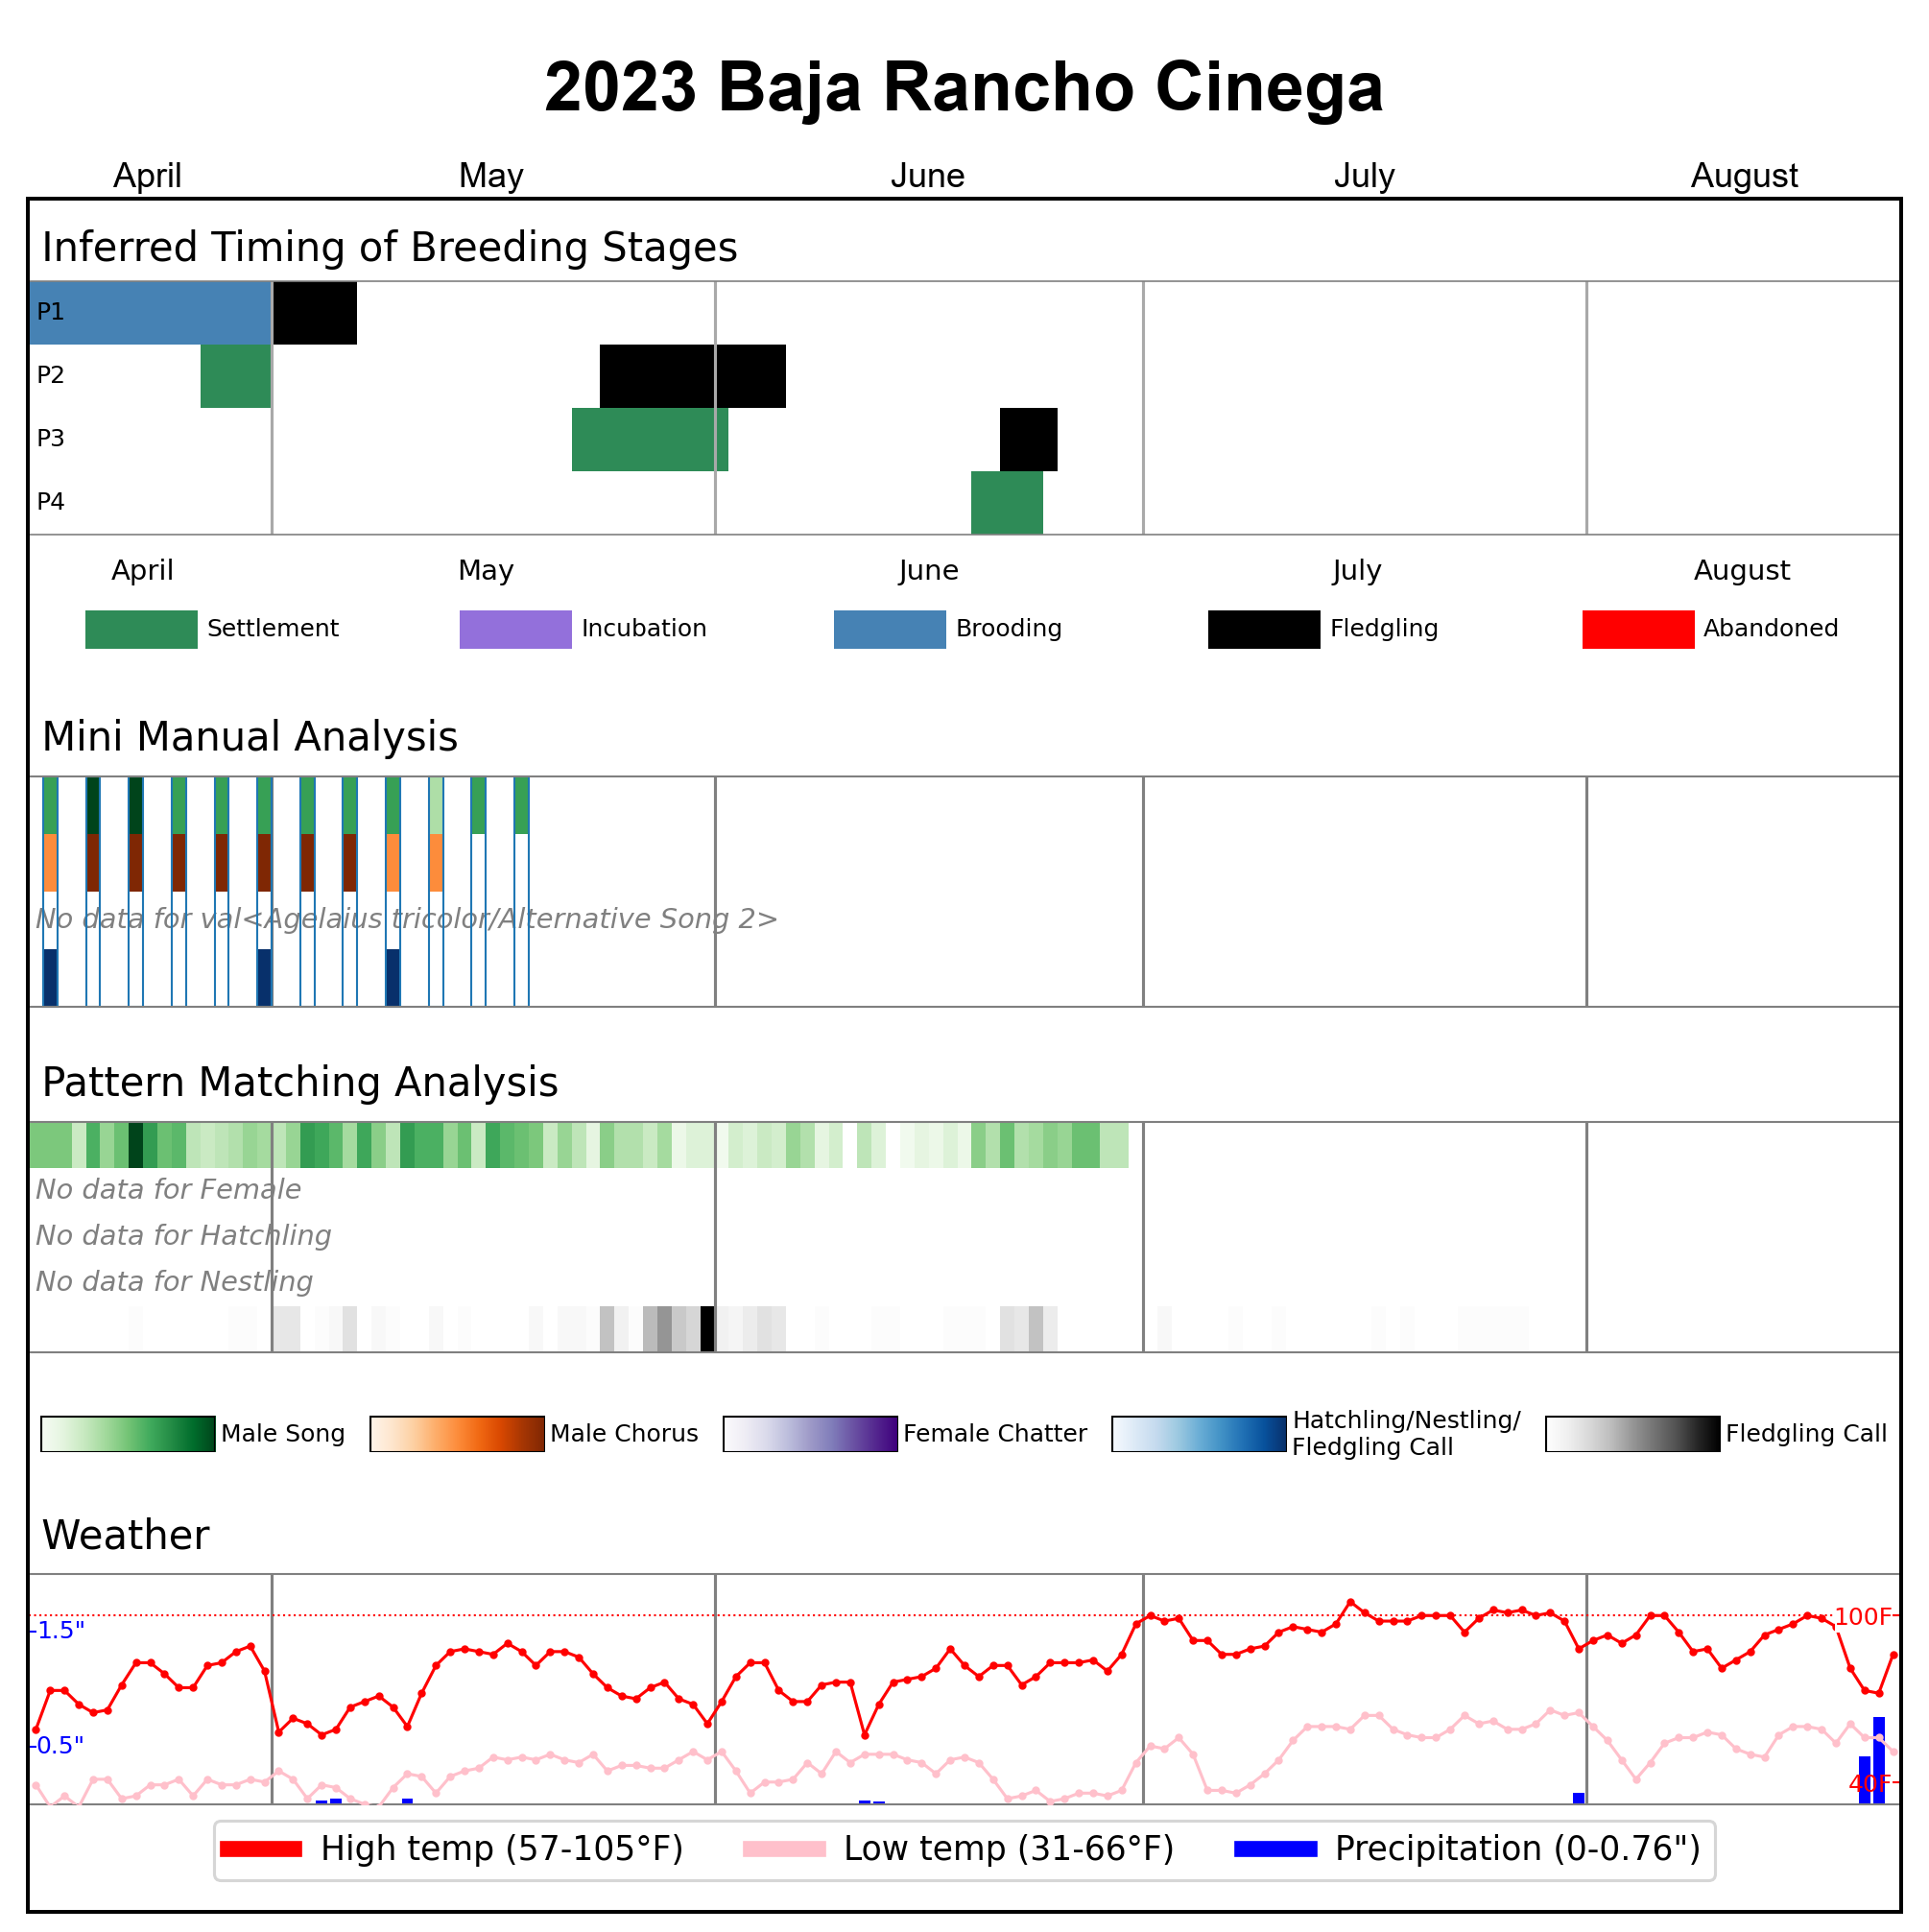 2023 Baja Rancho Cinega
April May June July August
Inferred Timing of Breeding Stages
P1
P2
P3
P4
April May June July August
Settlement Incubation Brooding Fledgling Abandoned
Mini Manual Analysis
No data for val<Agelaius tricolor/Alternative Song 2>
Pattern Matching Analysis
No data for Female
No data for Hatchling
No data for Nestling
Male Song Male Chorus Female Chatter Hatchling/Nestling/
Fledgling Call Fledgling Call
Weather
100F
1.5"
0.5"
40F
High temp (57-105°F) Low temp (31-66°F) Precipitation (0-0.76")